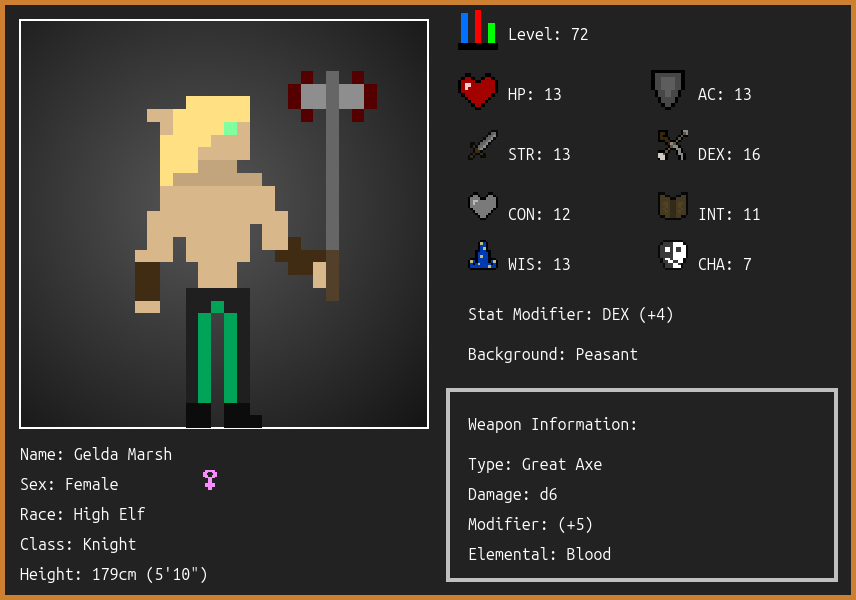 Level: 72
HP: 13
AC: 13
STR: 13
DEX: 16
CON: 12
INT: 11
WIS: 13
CHA: 7
Stat Modifier: DEX (+4)
Background: Peasant
Weapon Information:
Type: Great Axe
Damage: d6
Modifier: (+5)
Elemental: Blood
Name: Gelda Marsh
Sex: Female
Race: High Elf
Class: Knight
Height: 179cm (5'10")